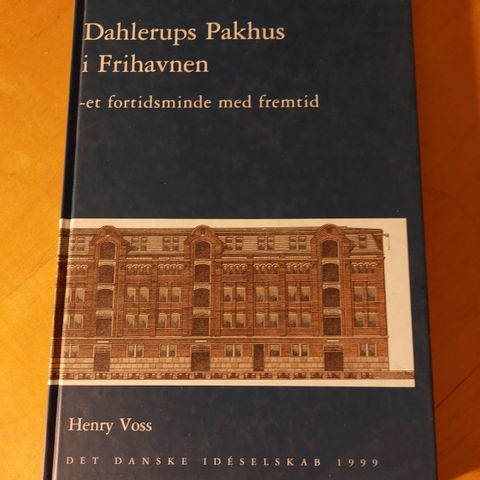 Dahlerups Pakhus
i Frihavnen
-et fortidsminde med fremtid
Henry Voss
DET DANSKE IDÉSELSKAB 1999